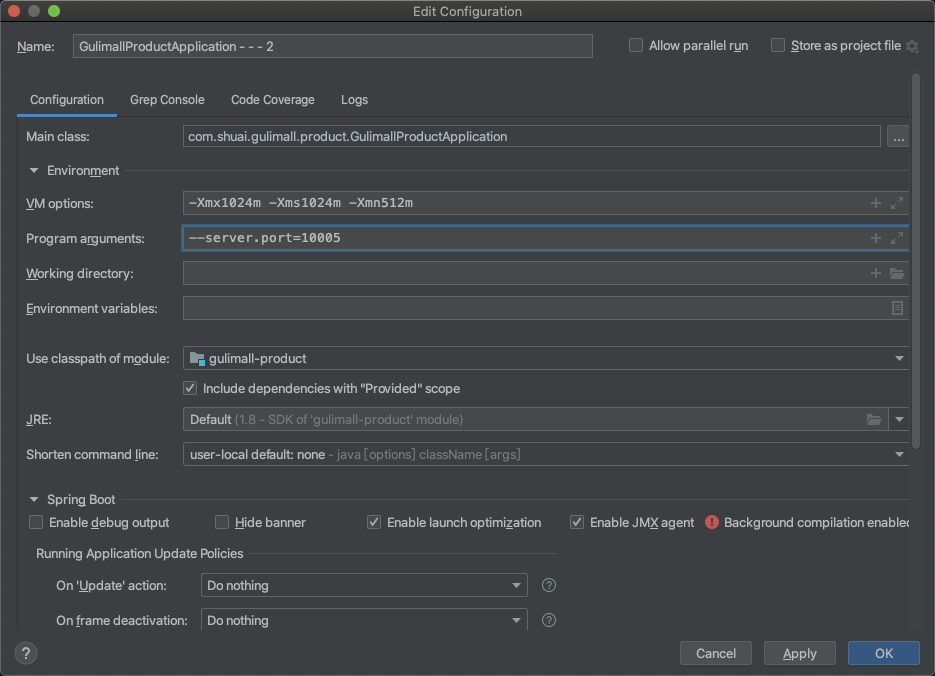 Edit Configuration
Name: GulimallProductApplication - - - 2 Allow parallel run Store as project file
Configuration Grep Console Code Coverage Logs
Main class: com.shuai.gulimall.product.GulimallProductApplication ...
Environment
VM options: -Xmx1024m -Xms1024m -Xmn512m
Program arguments: --server.port=10005
Working directory:
Environment variables:
Use classpath of module: gulimall-product
Include dependencies with "Provided" scope
JRE: Default (1.8 - SDK of 'gulimall-product' module)
Shorten command line: user-local default: none - java [options] className [args]
Spring Boot
Enable debug output Hide banner Enable launch optimization Enable JMX agent Background compilation enabled
Running Application Update Policies
On 'Update' action: Do nothing ?
On frame deactivation: Do nothing ?
? Cancel Apply OK